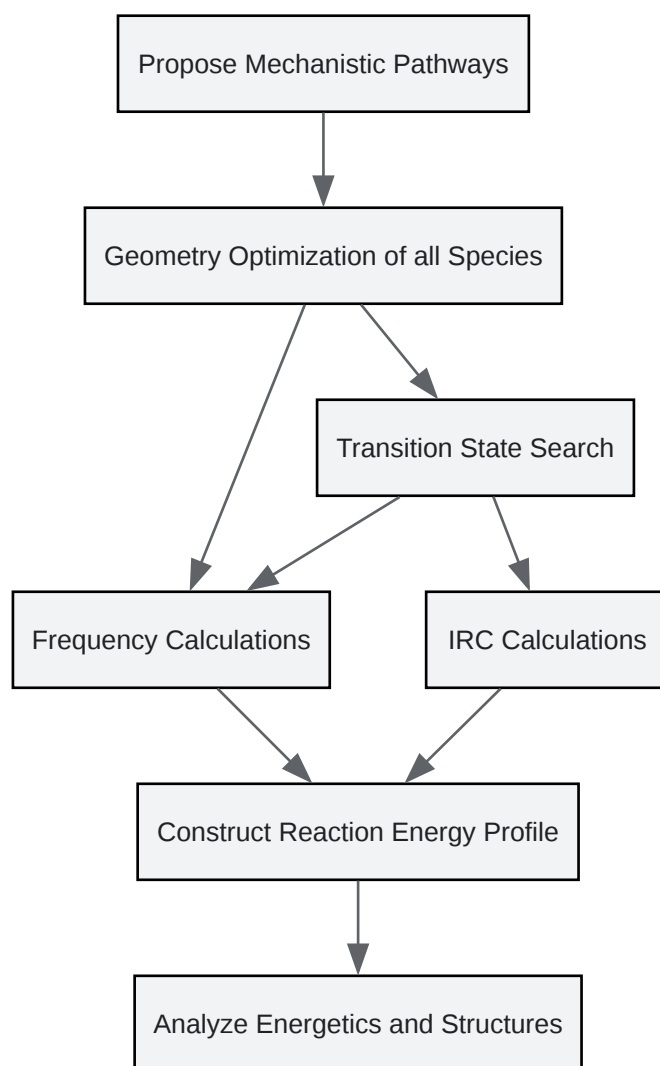 Propose Mechanistic Pathways
Geometry Optimization of all Species
Transition State Search
Frequency Calculations
IRC Calculations
Construct Reaction Energy Profile
Analyze Energetics and Structures